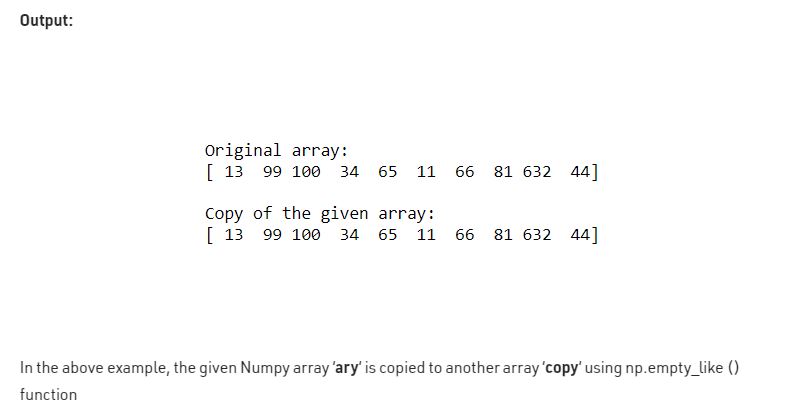 Output:
Original array:
[ 13  99 100  34  65  11  66  81 632  44]
Copy of the given array:
[ 13  99 100  34  65  11  66  81 632  44]
In the above example, the given Numpy array 'ary' is copied to another array 'copy' using np.empty_like ()
function